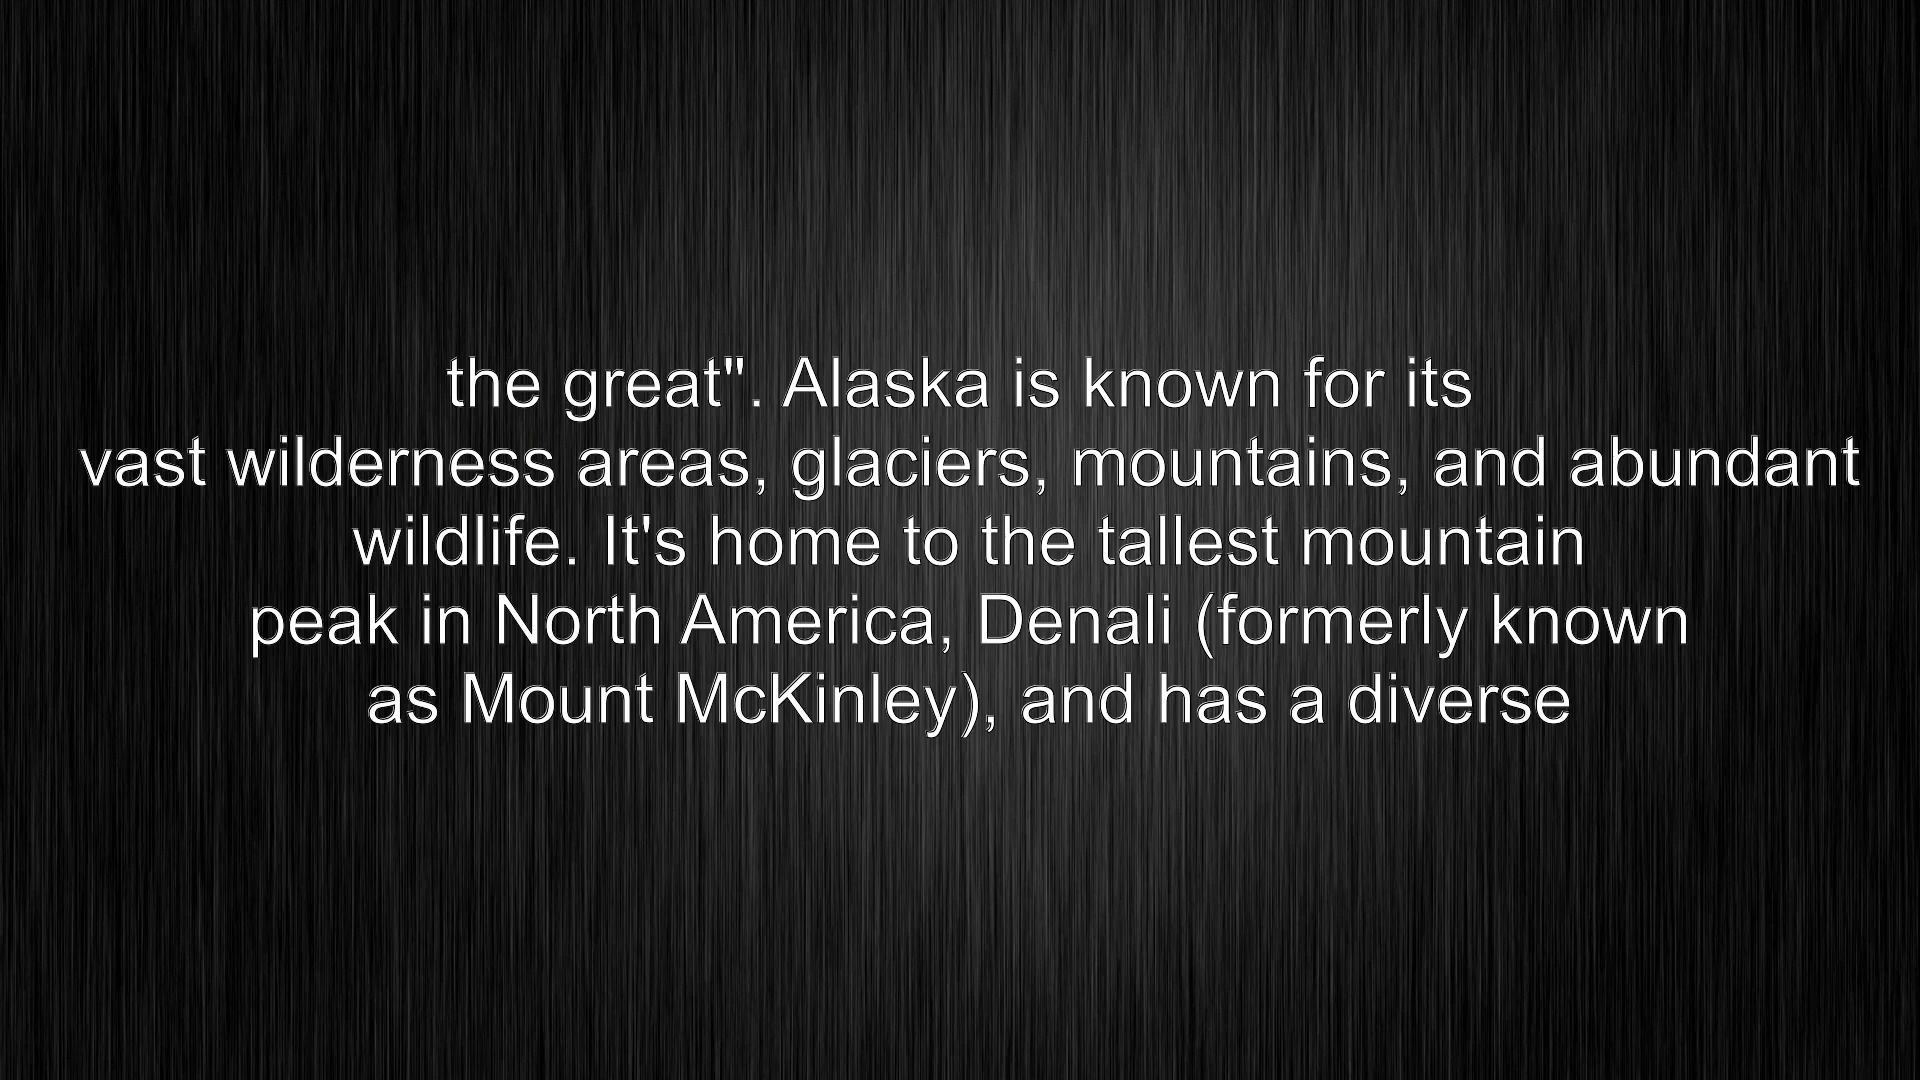 the great". Alaska is known for its
vast wilderness areas, glaciers, mountains, and abundant
wildlife. It's home to the tallest mountain
peak in North America, Denali (formerly known
as Mount McKinley), and has a diverse